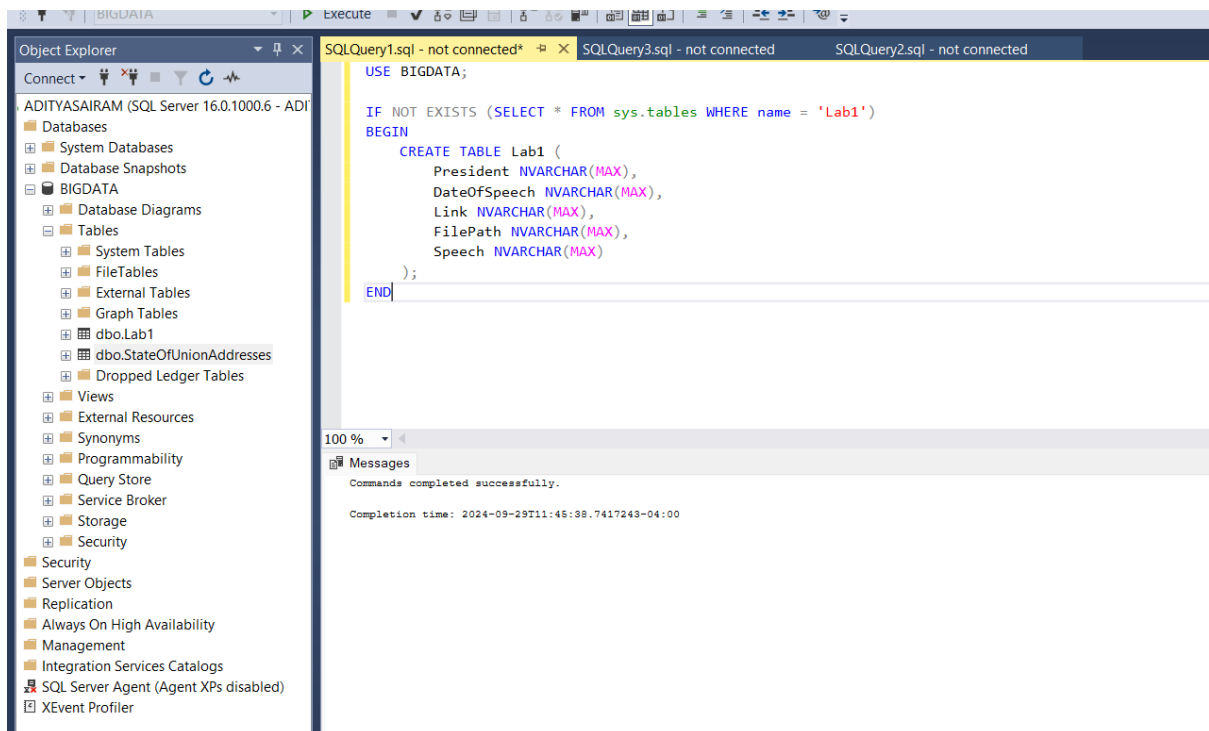 BIGDATA
Execute
Object Explorer
Connect
ADITYASAIRAM (SQL Server 16.0.1000.6 - ADI
Databases
System Databases
Database Snapshots
BIGDATA
Database Diagrams
Tables
System Tables
FileTables
External Tables
Graph Tables
dbo.Lab1
dbo.StateOfUnionAddresses
Dropped Ledger Tables
Views
External Resources
Synonyms
Programmability
Query Store
Service Broker
Storage
Security
Security
Server Objects
Replication
Always On High Availability
Management
Integration Services Catalogs
SQL Server Agent (Agent XPs disabled)
XEvent Profiler
SQLQuery1.sql - not connected* SQLQuery3.sql - not connected SQLQuery2.sql - not connected
USE BIGDATA;
IF NOT EXISTS (SELECT * FROM sys.tables WHERE name = 'Lab1')
BEGIN
CREATE TABLE Lab1 (
President NVARCHAR(MAX),
DateOfSpeech NVARCHAR(MAX),
Link NVARCHAR(MAX),
FilePath NVARCHAR(MAX),
Speech NVARCHAR(MAX)
);
END
100 %
Messages
Commands completed successfully.
Completion time: 2024-09-29T11:45:38.7417243-04:00